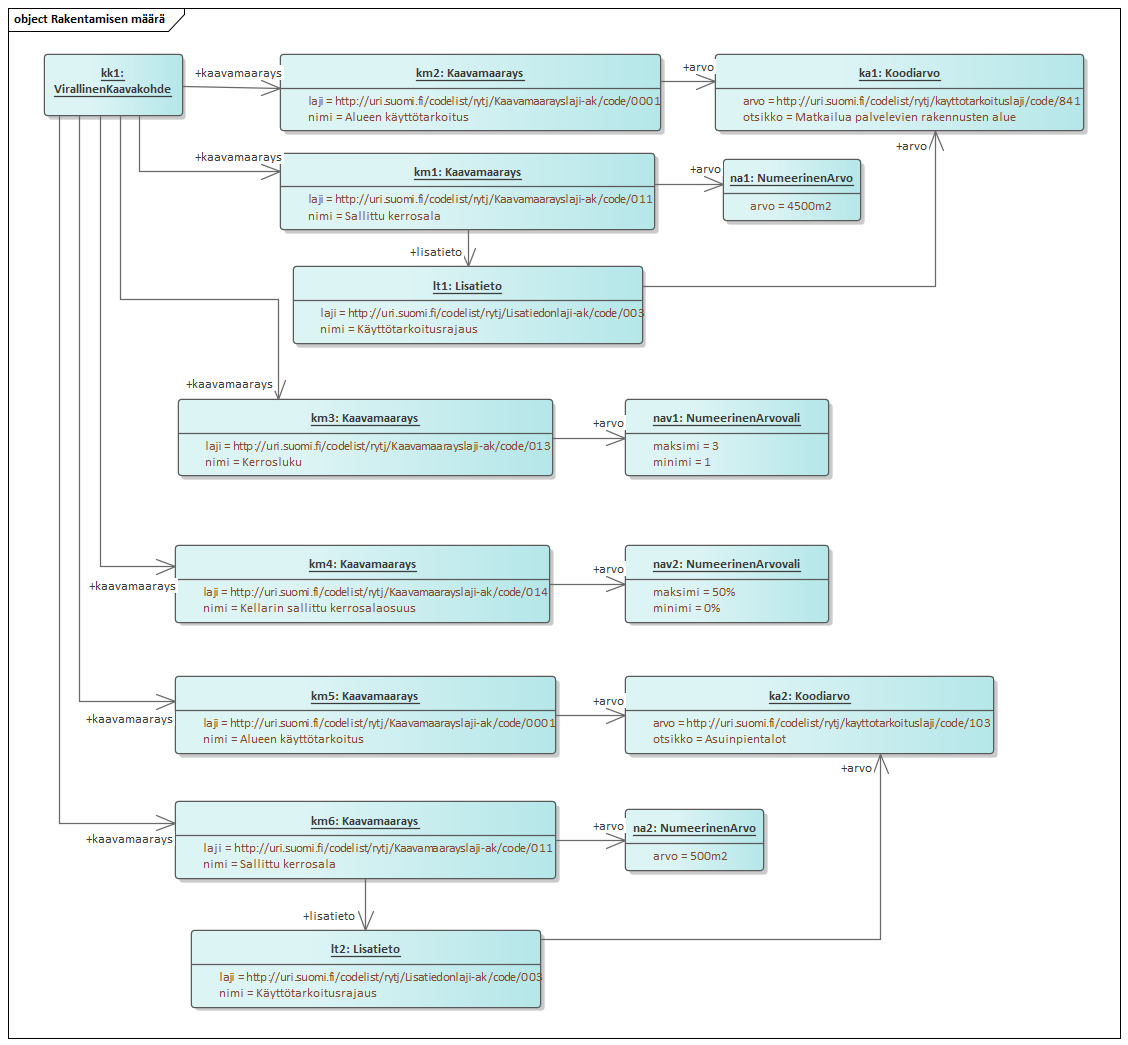 object Rakentamisen määrä
kk1:
VirallinenKaavakohde
+kaavamaarays
km2: Kaavamaarays
laji = http://uri.suomi.fi/codelist/rytj/Kaavamaarayslaji-ak/code/0001
nimi = Alueen käyttötarkoitus
+arvo
ka1: Koodiarvo
arvo = http://uri.suomi.fi/codelist/rytj/kayttotarkoituslaji/code/841
otsikko = Matkailua palvelevien rakennusten alue
+arvo
+kaavamaarays
km1: Kaavamaarays
laji = http://uri.suomi.fi/codelist/rytj/Kaavamaarayslaji-ak/code/011
nimi = Sallittu kerrosala
+arvo
na1: NumeerinenArvo
arvo = 4500m2
+lisatieto
lt1: Lisatieto
laji = http://uri.suomi.fi/codelist/rytj/Lisatiedonlaji-ak/code/003
nimi = Käyttötarkoitusrajaus
+kaavamaarays
km3: Kaavamaarays
laji = http://uri.suomi.fi/codelist/rytj/Kaavamaarayslaji-ak/code/013
nimi = Kerrosluku
+arvo
nav1: NumeerinenArvovali
maksimi = 3
minimi = 1
+kaavamaarays
km4: Kaavamaarays
laji = http://uri.suomi.fi/codelist/rytj/Kaavamaarayslaji-ak/code/014
nimi = Kellarin sallittu kerrosalaosuus
+arvo
nav2: NumeerinenArvovali
maksimi = 50%
minimi = 0%
+kaavamaarays
km5: Kaavamaarays
laji = http://uri.suomi.fi/codelist/rytj/Kaavamaarayslaji-ak/code/0001
nimi = Alueen käyttötarkoitus
+arvo
ka2: Koodiarvo
arvo = http://uri.suomi.fi/codelist/rytj/kayttotarkoituslaji/code/103
otsikko = Asuinpientalot
+arvo
+kaavamaarays
km6: Kaavamaarays
laji = http://uri.suomi.fi/codelist/rytj/Kaavamaarayslaji-ak/code/011
nimi = Sallittu kerrosala
+arvo
na2: NumeerinenArvo
arvo = 500m2
+lisatieto
lt2: Lisatieto
laji = http://uri.suomi.fi/codelist/rytj/Lisatiedonlaji-ak/code/003
nimi = Käyttötarkoitusrajaus